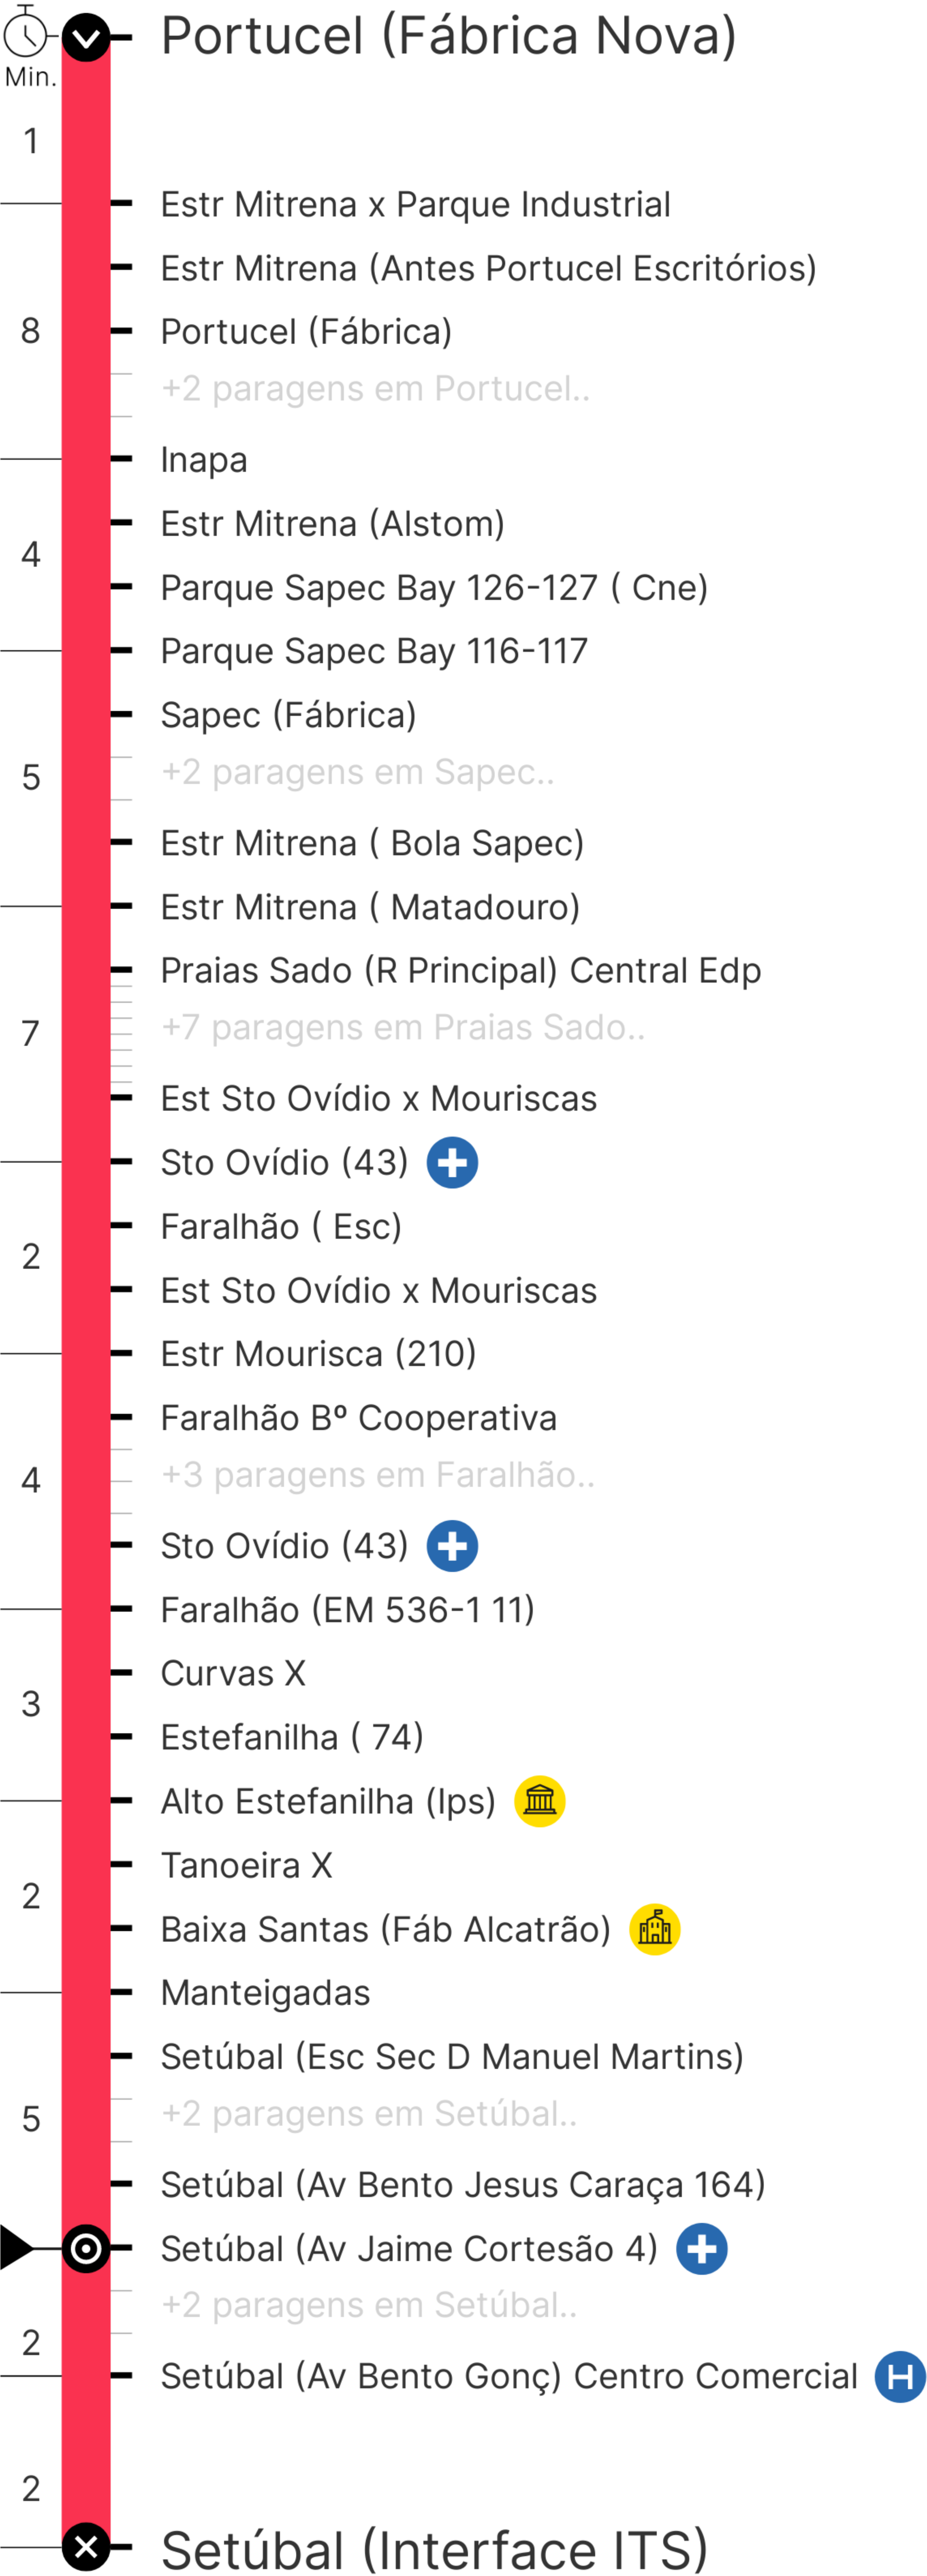 Portucel (Fábrica Nova)
Min.
1
Estr Mitrena x Parque Industrial
Estr Mitrena (Antes Portucel Escritórios)
8
Portucel (Fábrica)
+2 paragens em Portucel..
Inapa
Estr Mitrena (Alstom)
4
Parque Sapec Bay 126-127 ( Cne)
Parque Sapec Bay 116-117
Sapec (Fábrica)
+2 paragens em Sapec..
5
Estr Mitrena ( Bola Sapec)
Estr Mitrena ( Matadouro)
Praias Sado (R Principal) Central Edp
+7 paragens em Praias Sado..
7
Est Sto Ovídio x Mouriscas
Sto Ovídio (43)
Faralhão ( Esc)
2
Est Sto Ovídio x Mouriscas
Estr Mourisca (210)
Faralhão Bº Cooperativa
+3 paragens em Faralhão..
4
Sto Ovídio (43)
Faralhão (EM 536-1 11)
Curvas X
3
Estefanilha ( 74)
Alto Estefanilha (Ips)
Tanoeira X
2
Baixa Santas (Fáb Alcatrão)
Manteigadas
Setúbal (Esc Sec D Manuel Martins)
+2 paragens em Setúbal..
5
Setúbal (Av Bento Jesus Caraça 164)
Setúbal (Av Jaime Cortesão 4)
+2 paragens em Setúbal..
2
Setúbal (Av Bento Gonç) Centro Comercial H
2
Setúbal (Interface ITS)